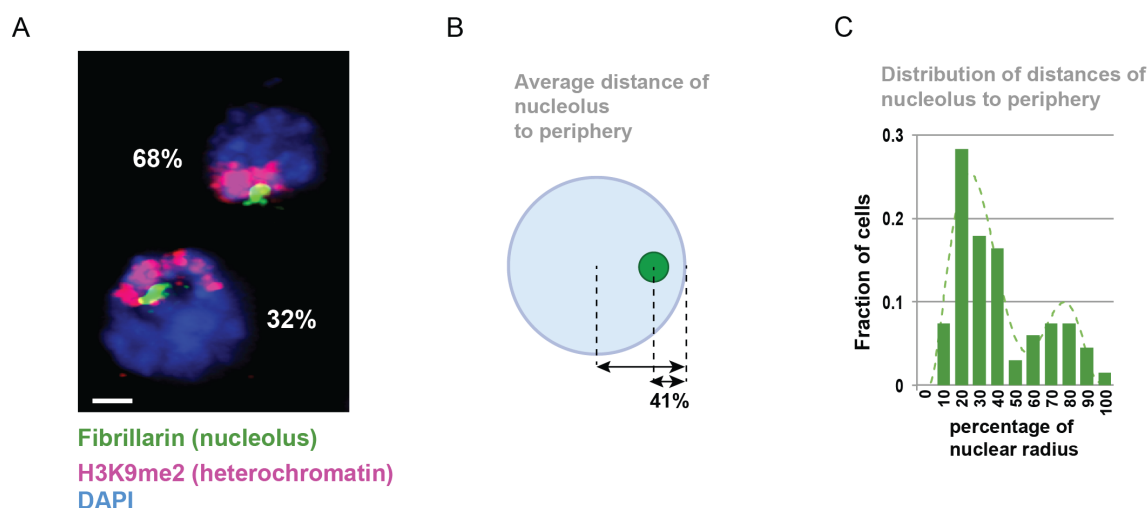 A
68%
32%
Fibrillarin (nucleolus)
H3K9me2 (heterochromatin)
DAPI
B
Average distance of
nucleolus
to periphery
41%
C
Distribution of distances of
nucleolus to periphery
Fraction of cells
0.3
0.2
0.1
0
0 10 20 30 40 50 60 70 80 90 100
percentage of
nuclear radius